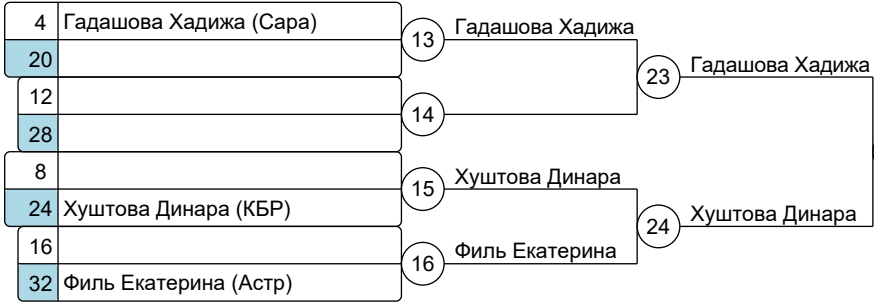 4 Гадашова Хадижа (Сара)
20
12
28
8
24 Хуштова Динара (КБР)
16
32 Филь Екатерина (Астр)
13 Гадашова Хадижа
14
15 Хуштова Динара
16 Филь Екатерина
23 Гадашова Хадижа
24 Хуштова Динара